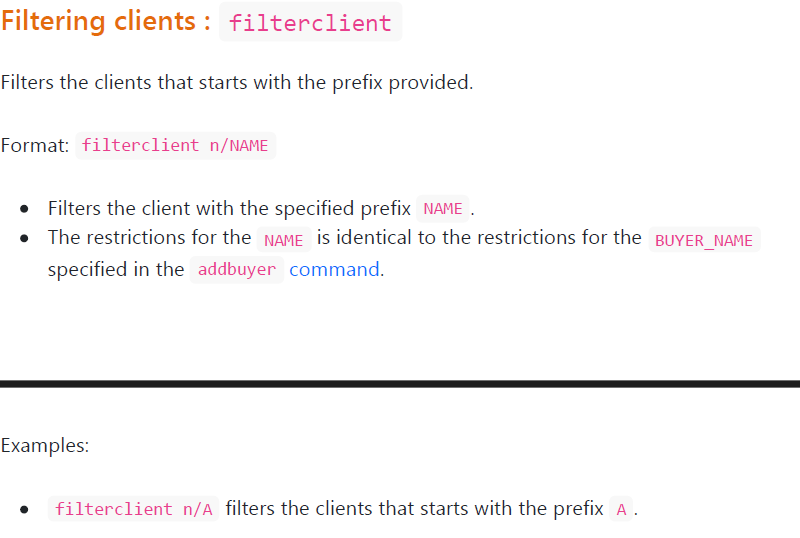 Filtering clients : filterclient
Filters the clients that starts with the prefix provided.
Format: filterclient n/NAME
• Filters the client with the specified prefix NAME .
• The restrictions for the NAME is identical to the restrictions for the BUYER_NAME
specified in the addbuyer command.
Examples:
• filterclient n/A filters the clients that starts with the prefix A .